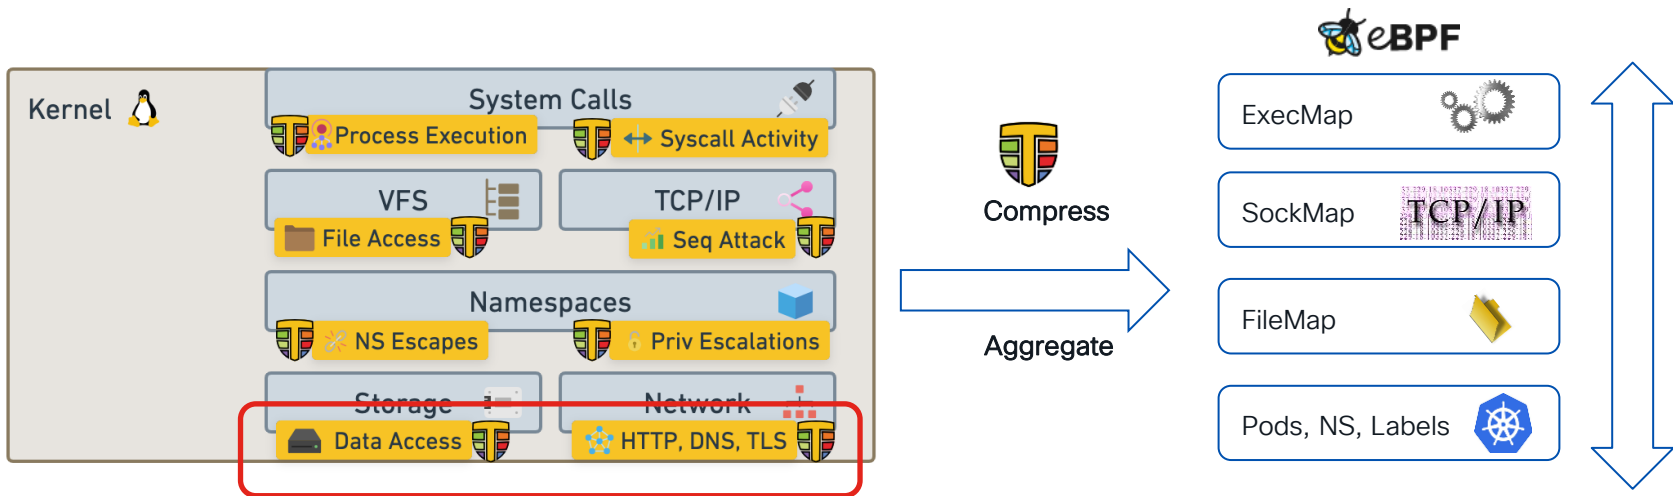 eBPF
Kernel
System Calls
Process Execution
Syscall Activity
VFS
TCP/IP
File Access
Seq Attack
Namespaces
NS Escapes
Priv Escalations
Storage
Network
Data Access
HTTP, DNS, TLS
Compress
Aggregate
ExecMap
SockMap
TCP/IP
FileMap
Pods, NS, Labels